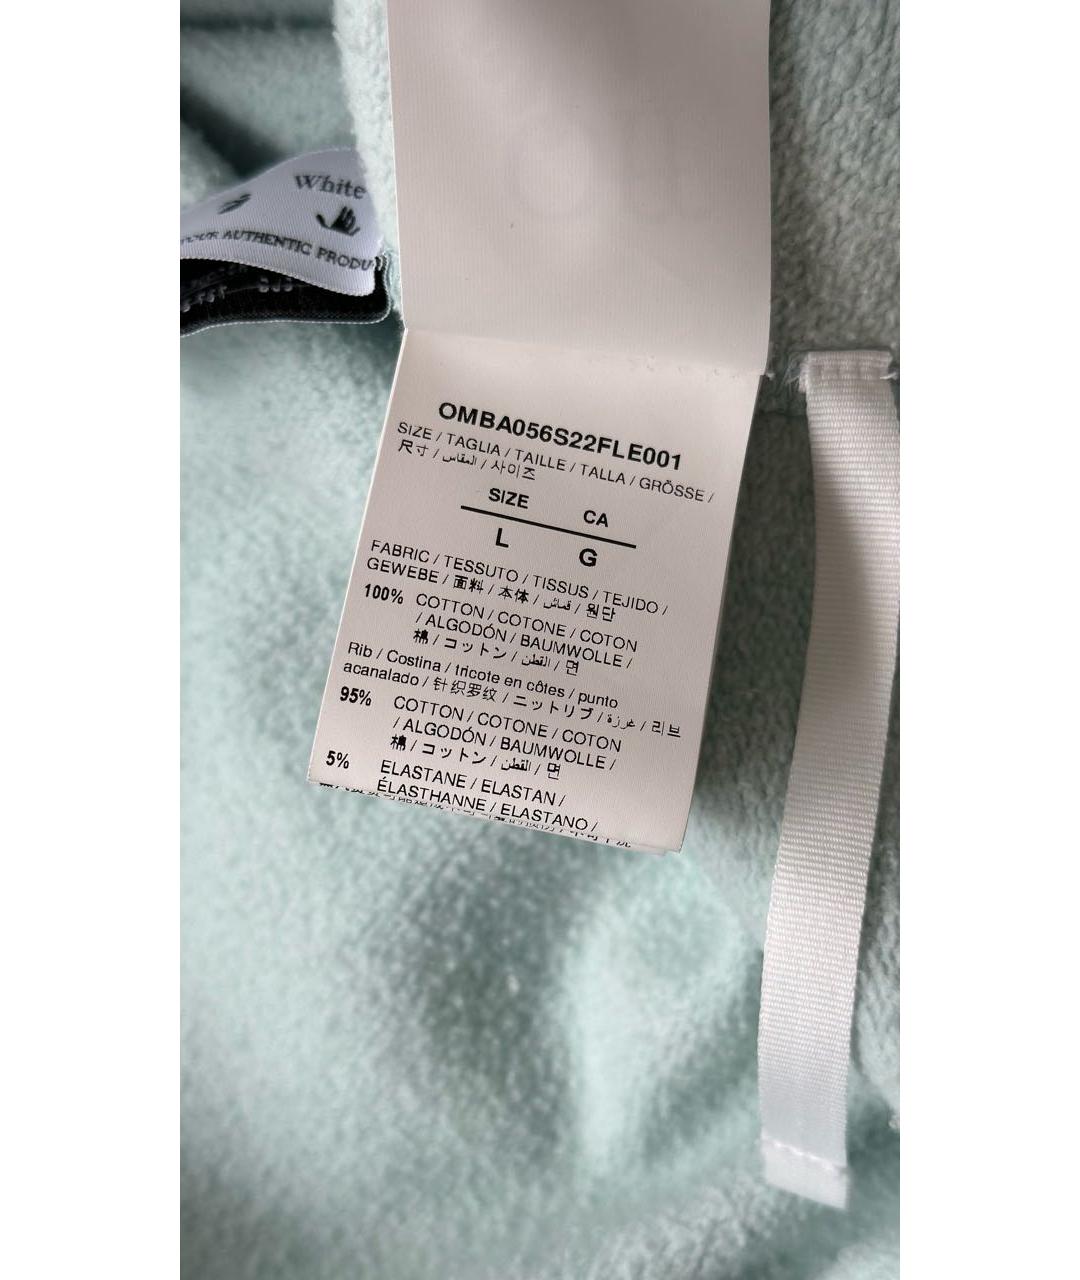 White
AUTHENTIC
OMBA056S22FLE001
SIZE / TAGLIA / TAILLE / TALLA / GRÖSSE /
尺寸 / المقاس / 사이즈
SIZE CA
L G
FABRIC / TESSUTO / TISSUS / TEJIDO /
GEWEBE / 面料 / 本体 / قماش / 원단
100% COTTON / COTONE / COTON
/ ALGODÓN / BAUMWOLLE /
棉 / コットン / القطن / 면
Rib / Costina / tricote en côtes / punto
acanalado / 针织罗纹 / ニットリブ / غرزة / 리브
95% COTTON / COTONE / COTON
/ ALGODÓN / BAUMWOLLE /
棉 / コットン / القطن / 면
5% ELASTANE / ELASTAN /
ÉLASTHANNE / ELASTANO /